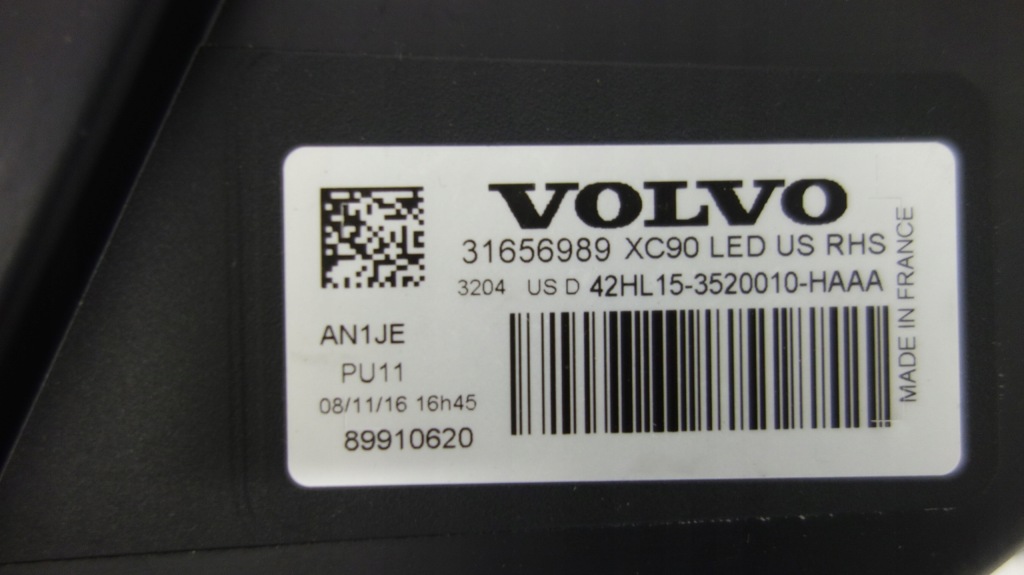 VOLVO
31656989 XC90 LED US RHS
3204 US D 42HL15-3520010-HAAA
AN1JE
PU11
08/11/16 16h45
89910620
MADE IN FRANCE